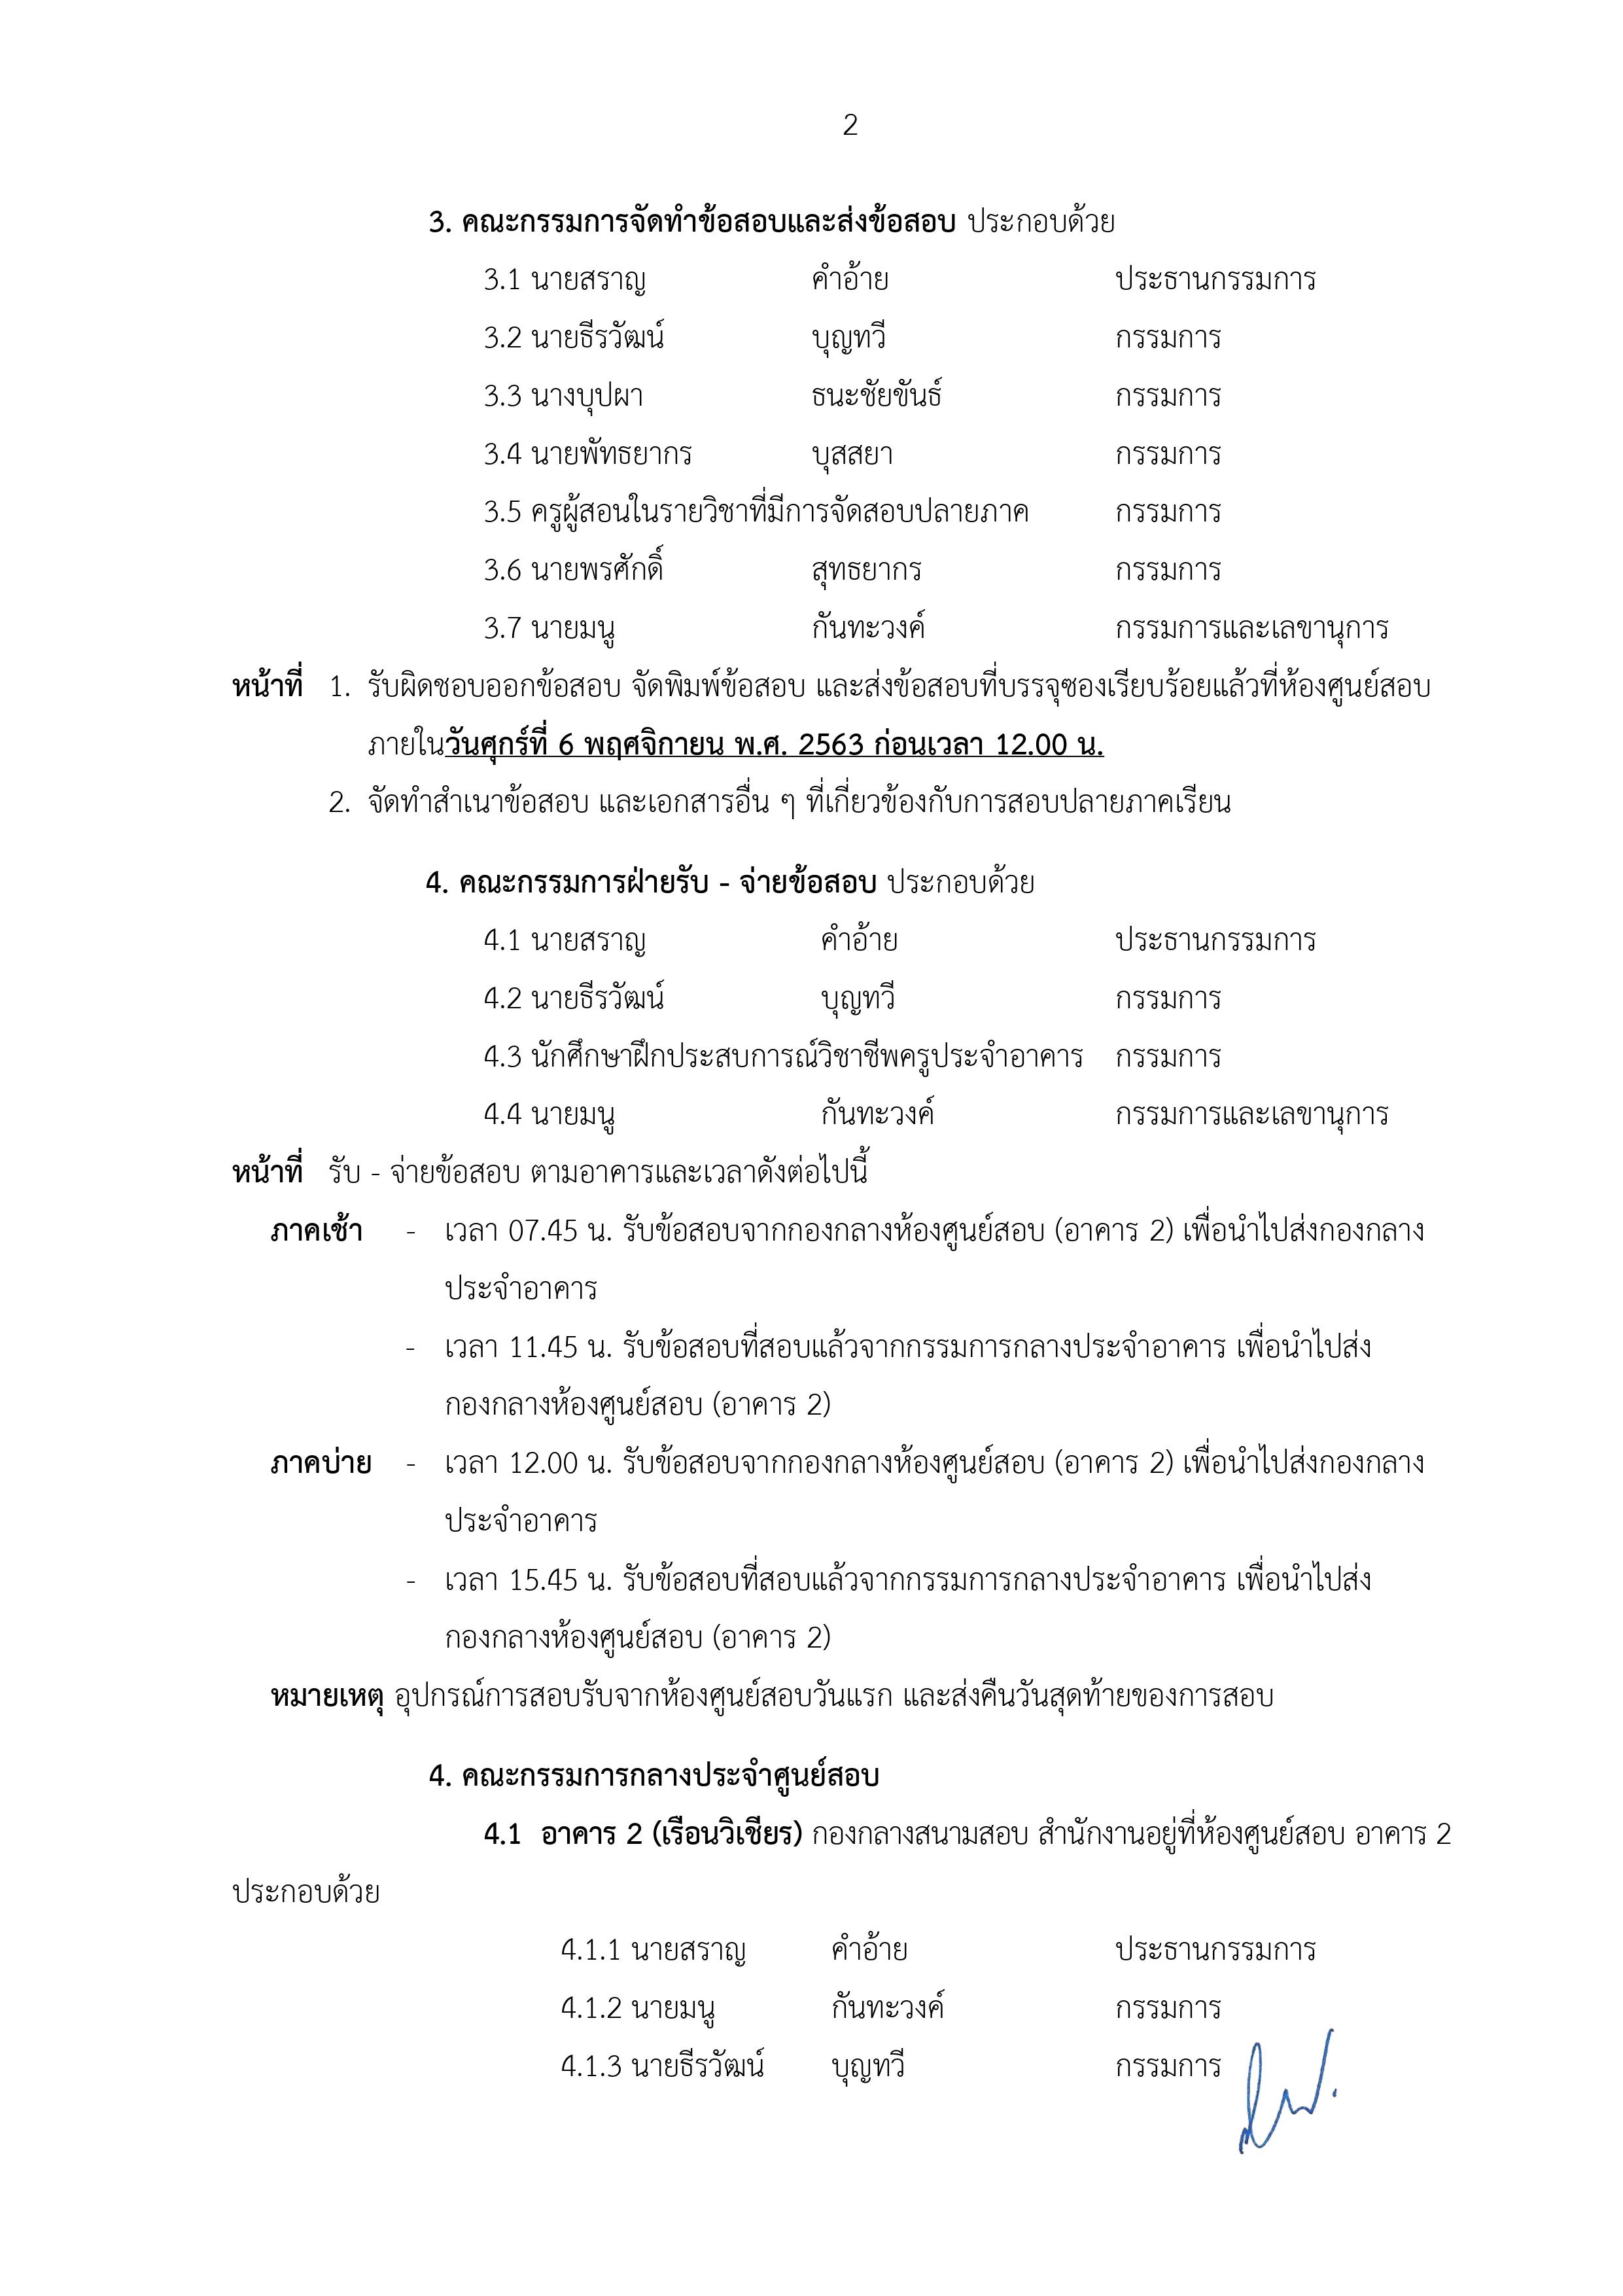 2
3. คณะกรรมการจัดทำข้อสอบและส่งข้อสอบ ประกอบด้วย
3.1 นายสราญ คำอ้าย ประธานกรรมการ
3.2 นายธีรวัฒน์ บุญทวี กรรมการ
3.3 นางบุปผา ธนะชัยขันธ์ กรรมการ
3.4 นายพัทธยากร บุสสยา กรรมการ
3.5 ครูผู้สอนในรายวิชาที่มีการจัดสอบปลายภาค กรรมการ
3.6 นายพรศักดิ์ สุทธยากร กรรมการ
3.7 นายมนู กันทะวงค์ กรรมการและเลขานุการ
หน้าที่ 1. รับผิดชอบออกข้อสอบ จัดพิมพ์ข้อสอบ และส่งข้อสอบที่บรรจุซองเรียบร้อยแล้วที่ห้องศูนย์สอบ
ภายในวันศุกร์ที่ 6 พฤศจิกายน พ.ศ. 2563 ก่อนเวลา 12.00 น.
2. จัดทำสำเนาข้อสอบ และเอกสารอื่น ๆ ที่เกี่ยวข้องกับการสอบปลายภาคเรียน
4. คณะกรรมการฝ่ายรับ - จ่ายข้อสอบ ประกอบด้วย
4.1 นายสราญ คำอ้าย ประธานกรรมการ
4.2 นายธีรวัฒน์ บุญทวี กรรมการ
4.3 นักศึกษาฝึกประสบการณ์วิชาชีพครูประจำอาคาร กรรมการ
4.4 นายมนู กันทะวงค์ กรรมการและเลขานุการ
หน้าที่ รับ - จ่ายข้อสอบ ตามอาคารและเวลาดังต่อไปนี้
ภาคเช้า - เวลา 07.45 น. รับข้อสอบจากกองกลางห้องศูนย์สอบ (อาคาร 2) เพื่อนำไปส่งกองกลาง
ประจำอาคาร
- เวลา 11.45 น. รับข้อสอบที่สอบแล้วจากกรรมการกลางประจำอาคาร เพื่อนำไปส่ง
กองกลางห้องศูนย์สอบ (อาคาร 2)
ภาคบ่าย - เวลา 12.00 น. รับข้อสอบจากกองกลางห้องศูนย์สอบ (อาคาร 2) เพื่อนำไปส่งกองกลาง
ประจำอาคาร
- เวลา 15.45 น. รับข้อสอบที่สอบแล้วจากกรรมการกลางประจำอาคาร เพื่อนำไปส่ง
กองกลางห้องศูนย์สอบ (อาคาร 2)
หมายเหตุ อุปกรณ์การสอบรับจากห้องศูนย์สอบวันแรก และส่งคืนวันสุดท้ายของการสอบ
4. คณะกรรมการกลางประจำศูนย์สอบ
4.1 อาคาร 2 (เรือนวิเชียร) กองกลางสนามสอบ สำนักงานอยู่ที่ห้องศูนย์สอบ อาคาร 2
ประกอบด้วย
4.1.1 นายสราญ คำอ้าย ประธานกรรมการ
4.1.2 นายมนู กันทะวงค์ กรรมการ
4.1.3 นายธีรวัฒน์ บุญทวี กรรมการ